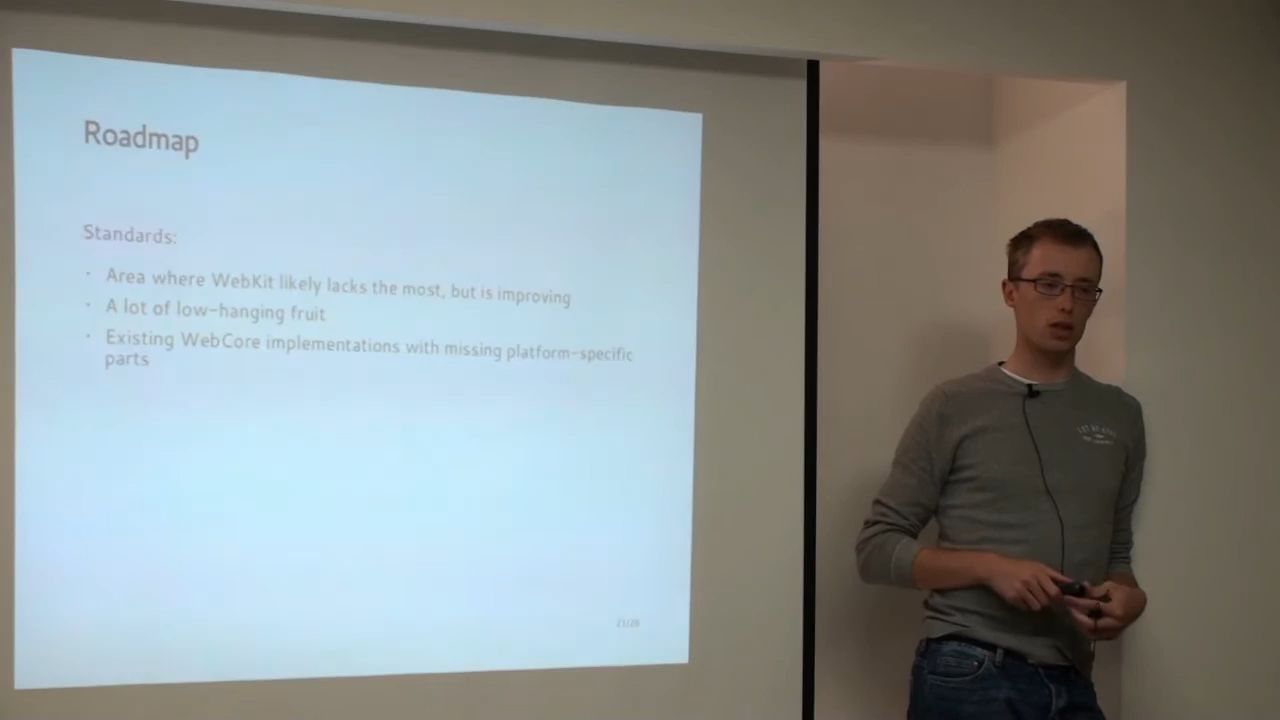 Roadmap
Standards:
· Area where WebKit likely lacks the most, but is improving
· A lot of low-hanging fruit
· Existing WebCore implementations with missing platform-specific
parts